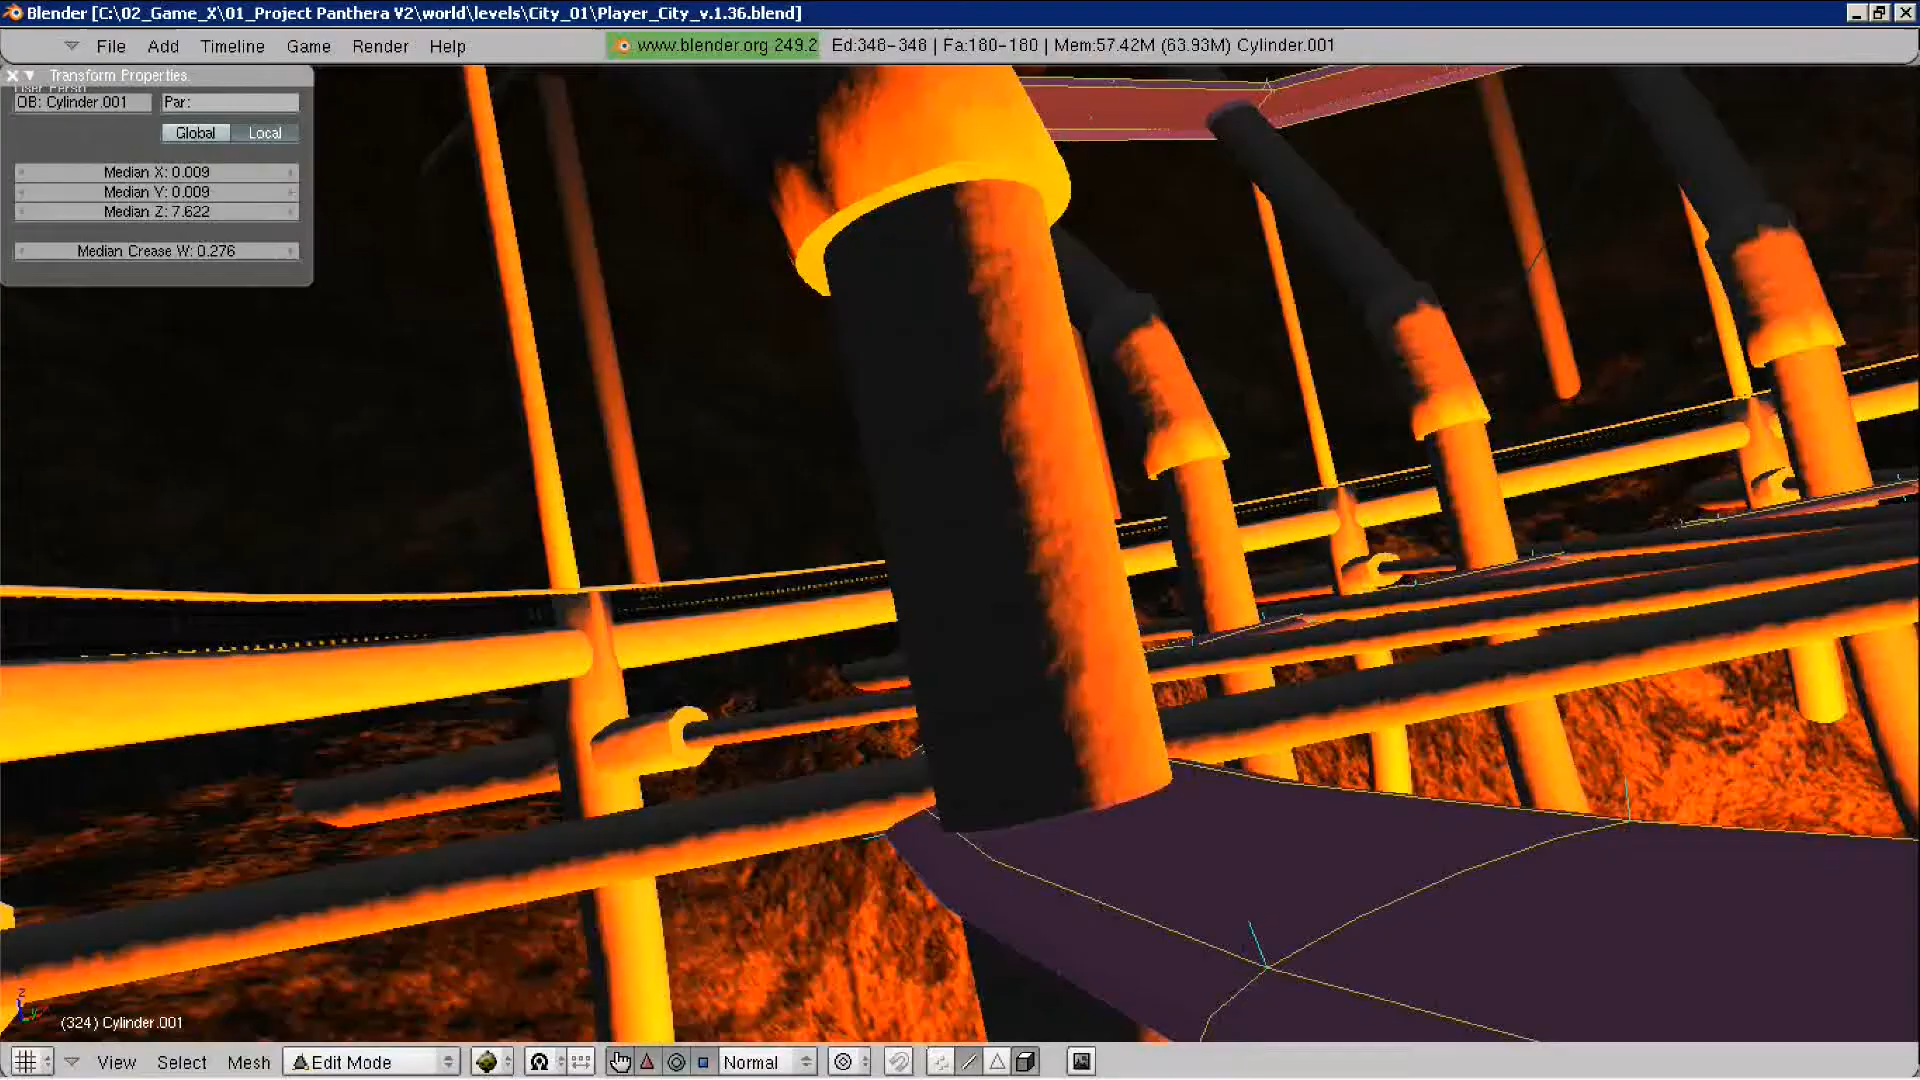 Blender [C:\02_Game_X\01_Project Panthera V2\world\levels\City_01\Player_City_v.1.36.blend]
File Add Timeline Game Render Help www.blender.org 249.2 Ed:348-348 | Fa:180-180 | Mem:57.42M (63.93M) Cylinder.001
Transform Properties
User Persp
OB: Cylinder.001 Par:
Global Local
Median X: 0.009
Median Y: 0.009
Median Z: 7.622
Median Crease W: 0.276
z
y
(324) Cylinder.001
View Select Mesh Edit Mode Normal